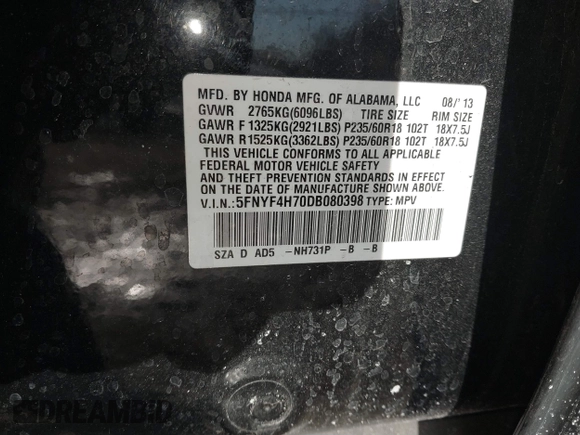 MFD. BY HONDA MFG. OF ALABAMA, LLC 08/'13
GVWR 2765KG(6096LBS) TIRE SIZE RIM SIZE
GAWR F 1325KG(2921LBS) P235/60R18 102T 18X7.5J
GAWR R1525KG(3362LBS) P235/60R18 102T 18X7.5J
THIS VEHICLE CONFORMS TO ALL APPLICABLE
FEDERAL MOTOR VEHICLE SAFETY
AND THEFT PREVENTION STANDARDS IN EFFECT
ON THE DATE OF MANUFACTURE SHOWN ABOVE.
V.I.N.:5FNYF4H70DB080398 TYPE: MPV
SZA D AD5 -NH731P -B -B
DREAMBID